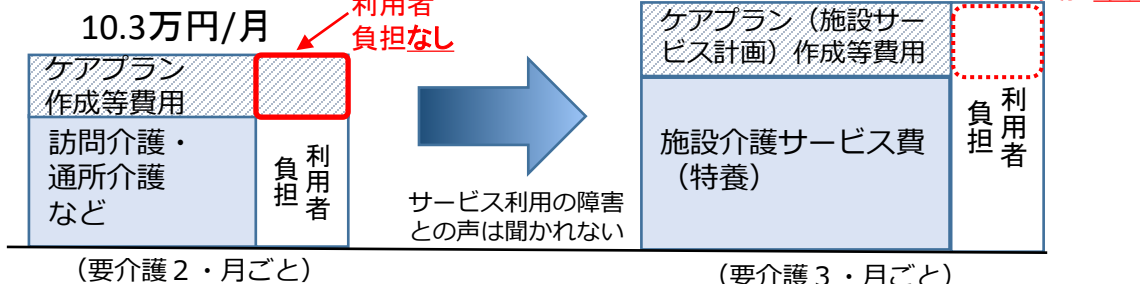 10.3万円/月
利用者
負担なし
ケアプラン
作成等費用
訪問介護・
通所介護
など
利用者
負担
(要介護２・月ごと)
サービス利用の障害
との声は聞かれない
ケアプラン（施設サー
ビス計画）作成等費用
施設介護サービス費
（特養）
利用者
負担
(要介護３・月ごと)